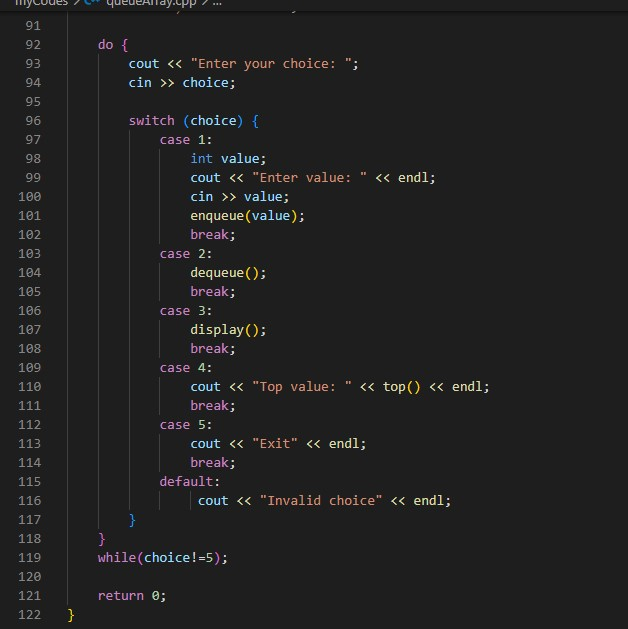 myCodes > queueArray.cpp > ...
91
92 do {
93 cout << "Enter your choice: ";
94 cin >> choice;
95
96 switch (choice) {
97 case 1:
98 int value;
99 cout << "Enter value: " << endl;
100 cin >> value;
101 enqueue(value);
102 break;
103 case 2:
104 dequeue();
105 break;
106 case 3:
107 display();
108 break;
109 case 4:
110 cout << "Top value: " << top() << endl;
111 break;
112 case 5:
113 cout << "Exit" << endl;
114 break;
115 default:
116 cout << "Invalid choice" << endl;
117 }
118 }
119 while(choice!=5);
120
121 return 0;
122 }